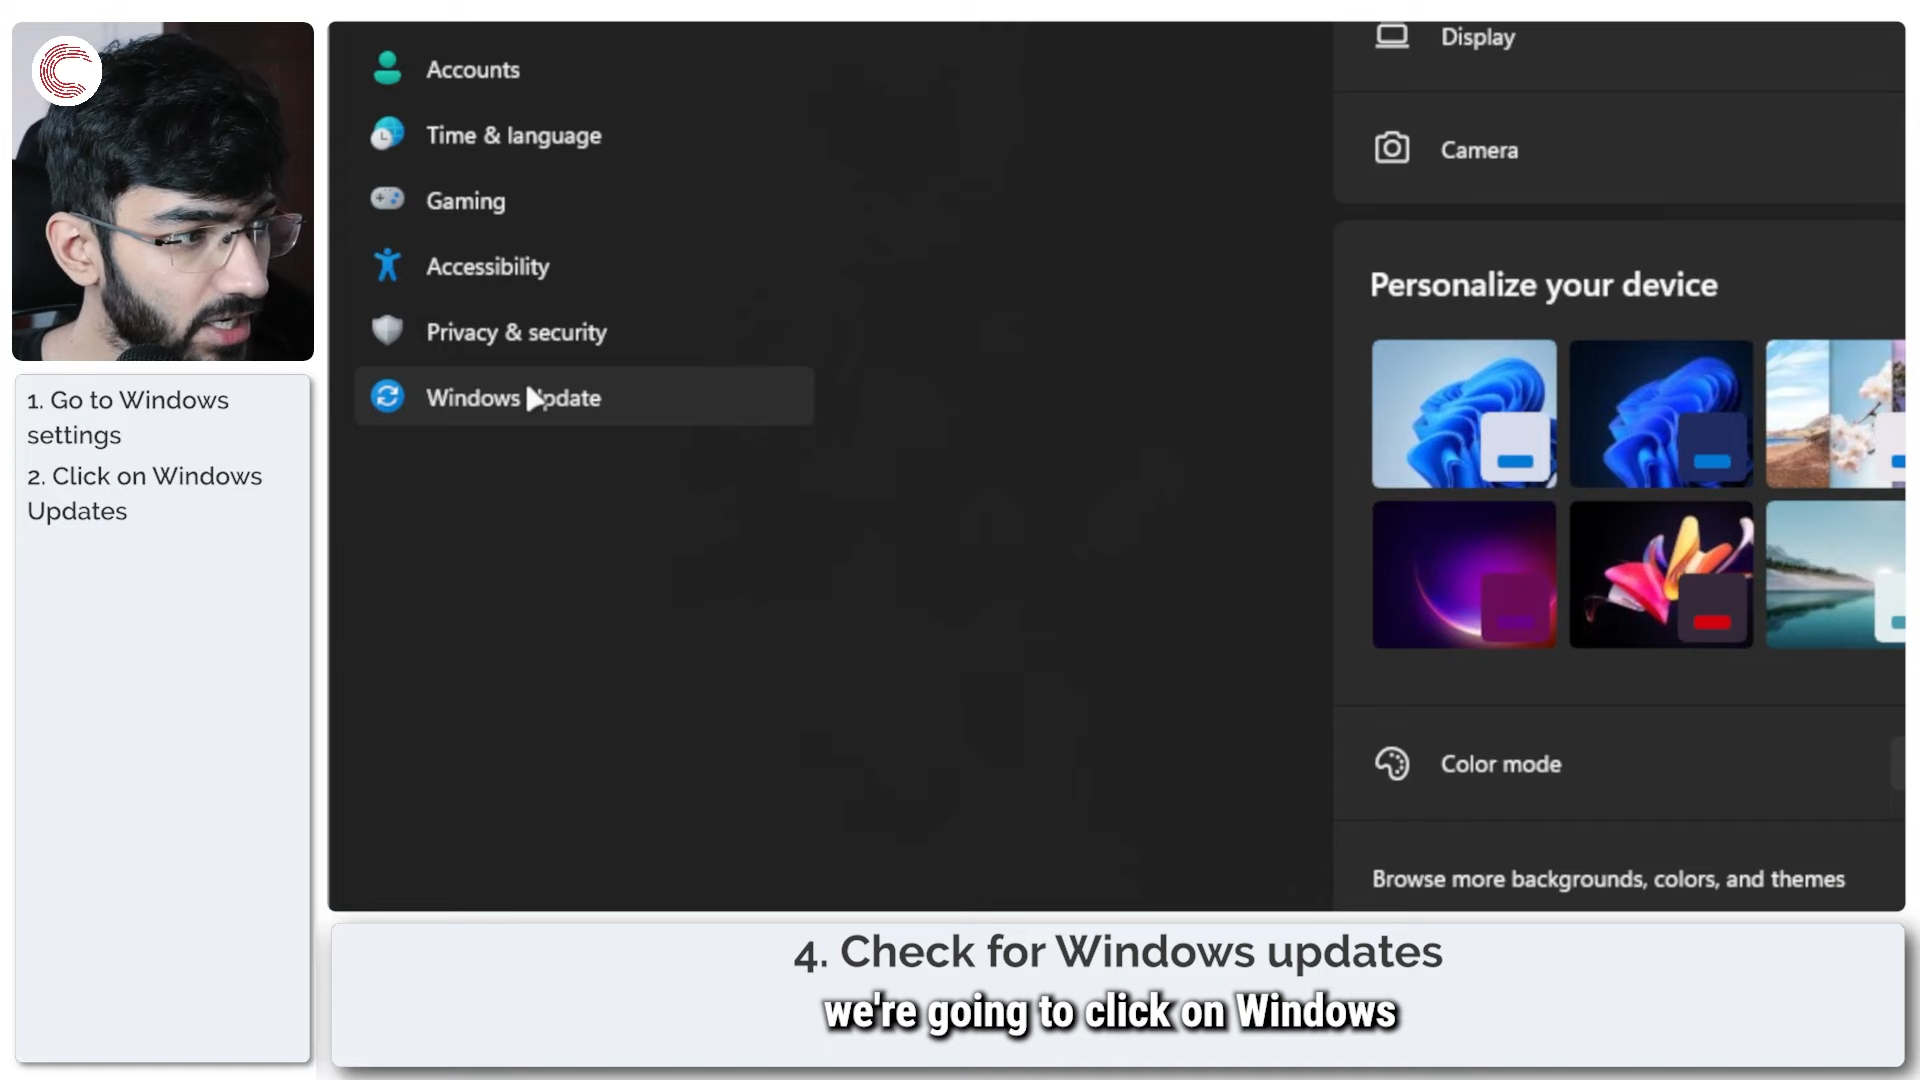 1. Go to Windows
settings
2. Click on Windows
Updates
Accounts
Time & language
Gaming
Accessibility
Privacy & security
Windows Update
Display
Camera
Personalize your device
Color mode
Browse more backgrounds, colors, and themes
4. Check for Windows updates
we're going to click on Windows